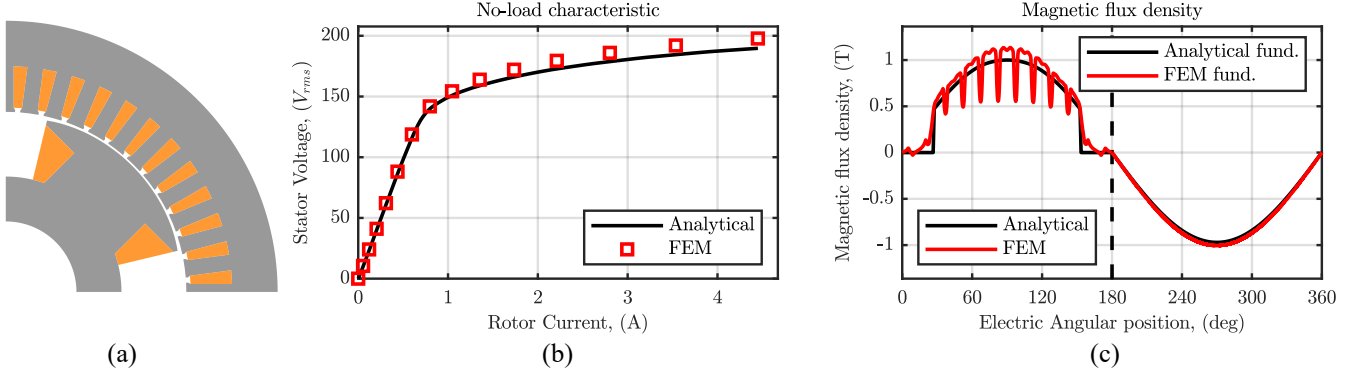 No-load characteristic
200
150
100
50
0
Stator Voltage, (V_rms)
Analytical
FEM
0 1 2 3 4
Rotor Current, (A)
Magnetic flux density
1
0.5
0
-0.5
-1
Magnetic flux density, (T)
Analytical fund.
FEM fund.
Analytical
FEM
0 60 120 180 240 300 360
Electric Angular position, (deg)
(a)
(b)
(c)